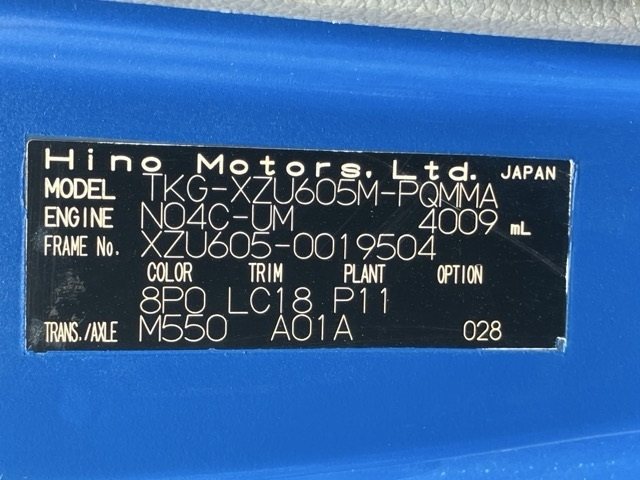 Hino Motors, Ltd. JAPAN
MODEL TKG-XZU605M-PQMMA
ENGINE N04C-UM 4009 mL
FRAME No. XZU605-0019504
COLOR TRIM PLANT OPTION
8P0 LC18 P11
TRANS./AXLE M550 A01A 028